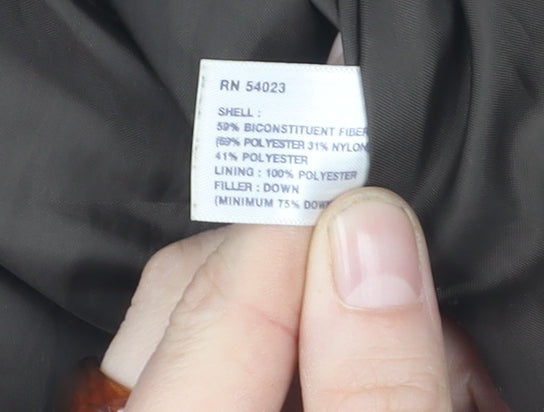 RN 54023
SHELL :
59% BICONSTITUENT FIBER
(69% POLYESTER 31% NYLON
41% POLYESTER
LINING : 100% POLYESTER
FILLER : DOWN
(MINIMUM 75% DOWN